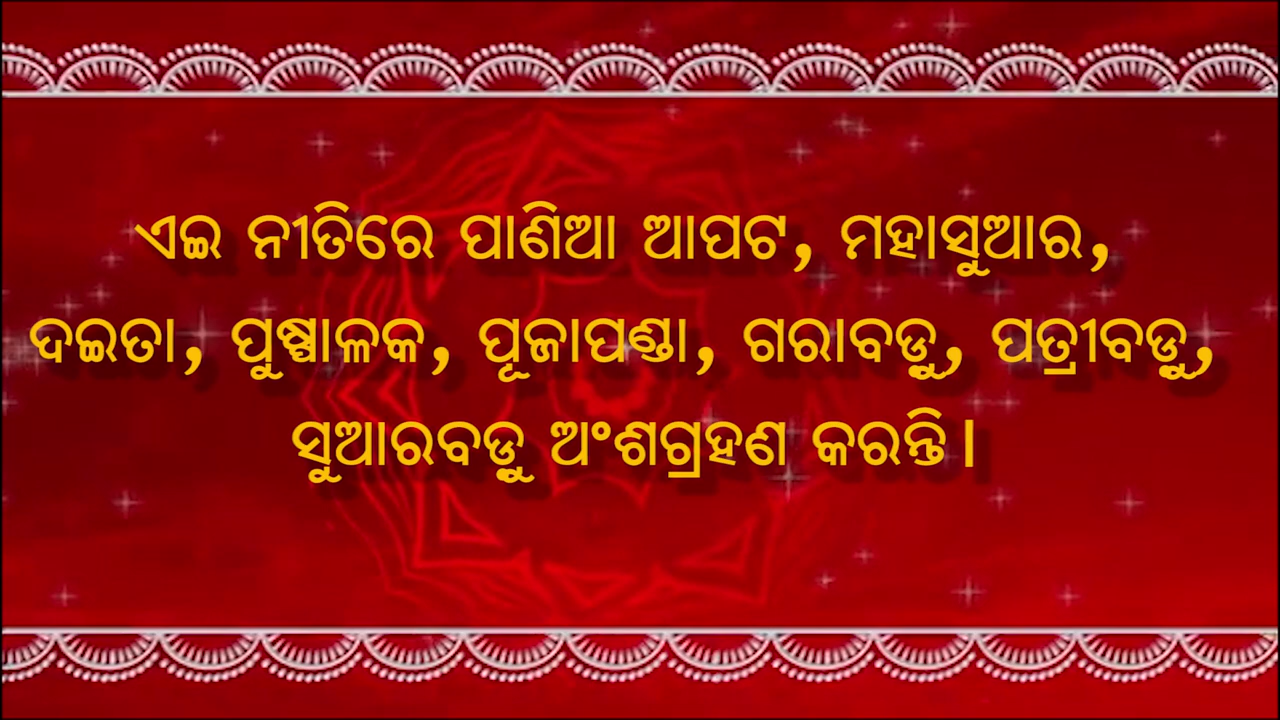 ଏଇ ନୀତିରେ ପାଣିଆ ଆପଟ, ମହାସୁଆର,
ଦଇତା, ପୁଷ୍ପାଳକ, ପୂଜାପଣ୍ଡା, ଗରାବଡୁ, ପତ୍ରୀବଡୁ,
ସୁଆରବଡୁ ଅଂଶଗ୍ରହଣ କରନ୍ତି।